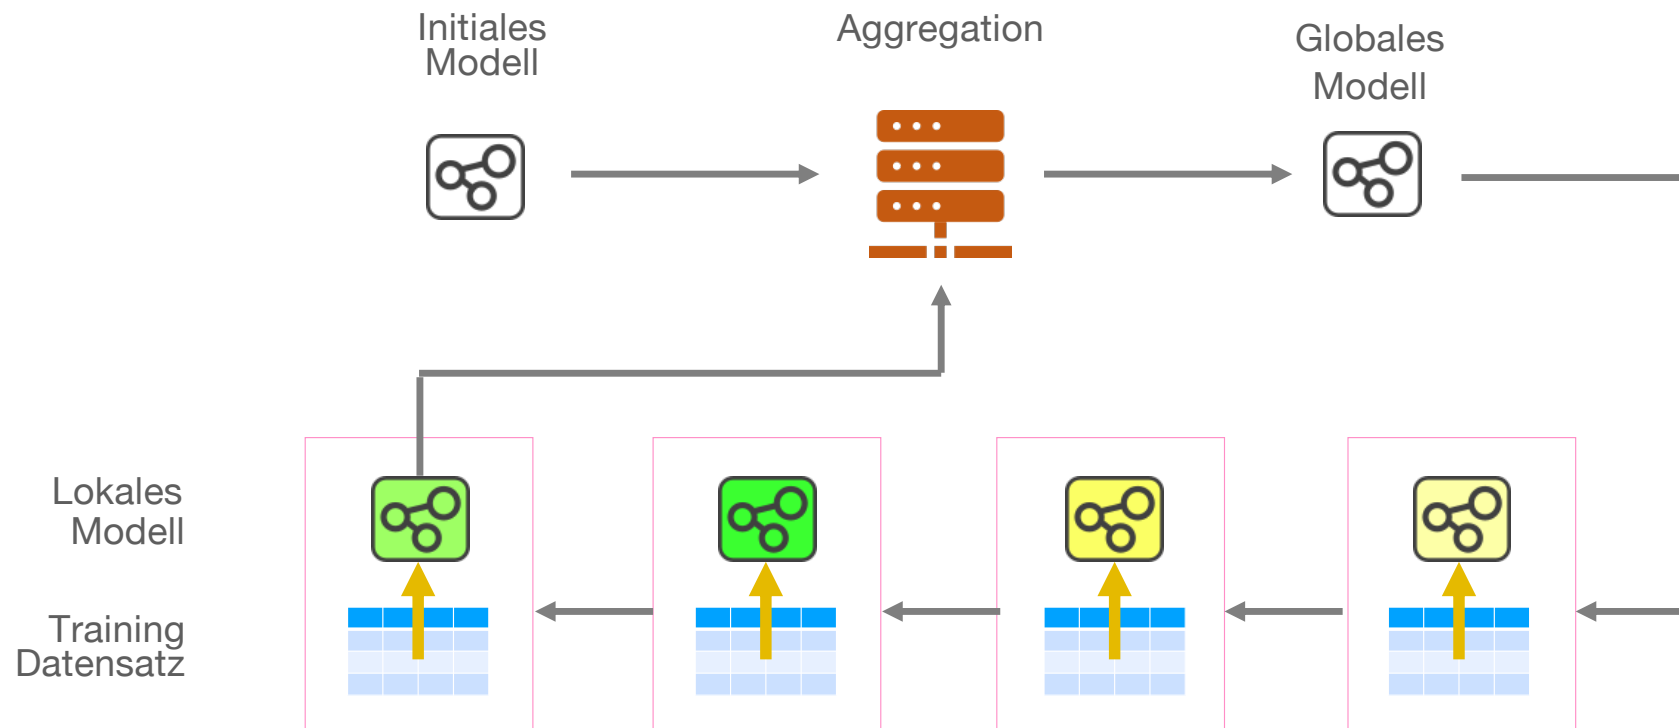 Initiales
Modell
Aggregation
Globales
Modell
Lokales
Modell
Training
Datensatz